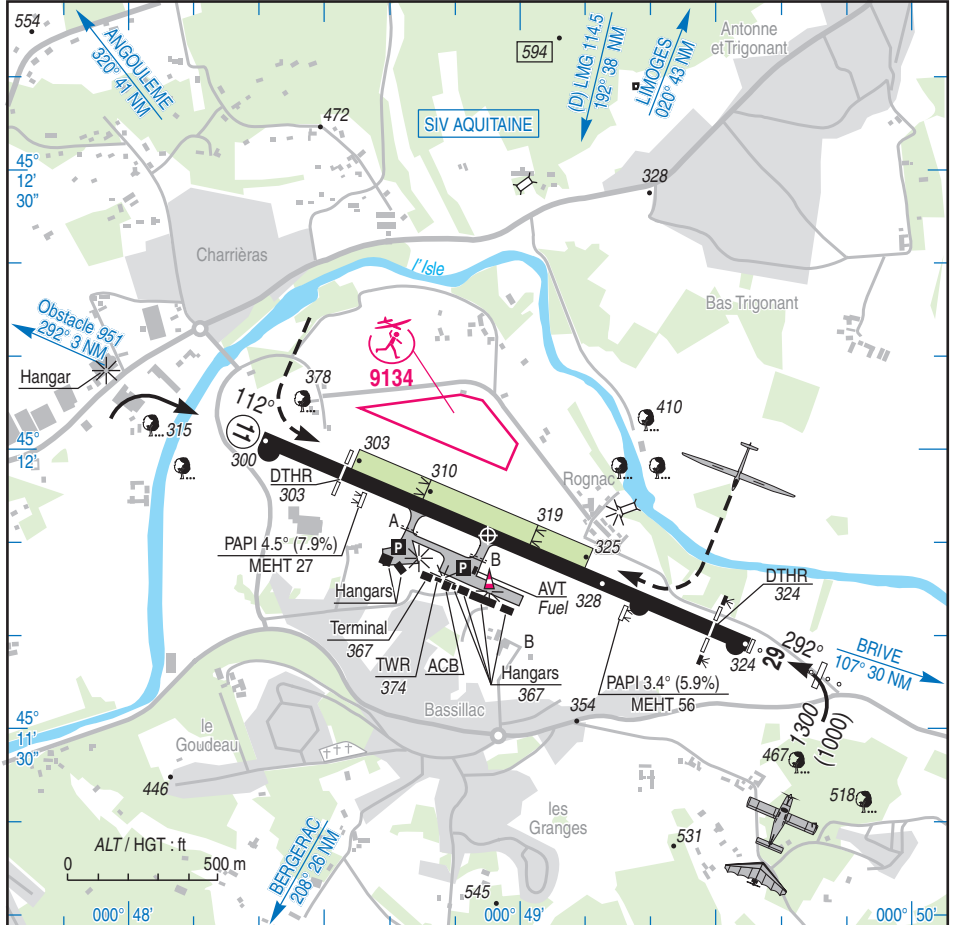 554
ANGOULEME
320° 41 NM
472
594
SIV AQUITAINE
(D) LMG 114.5
192° 38 NM
LIMOGES
020° 43 NM
Antonne
et Trigonant
45°
12'
30"
328
Charrièras
l'Isle
Bas Trigonant
Obstacle 951
292° 3 NM
Hangar
9134
378
112°
11
315
300
410
45°
12'
DTHR
303
303
310
Rognac
319
325
PAPI 4.5° (7.9%)
MEHT 27
A
P
P
B
AVT
Fuel
328
DTHR
324
Hangars
Terminal
367
TWR
374
ACB
Hangars
367
B
PAPI 3.4° (5.9%)
MEHT 56
324
29
292°
BRIVE
107° 30 NM
Bassillac
354
1300
(1000)
45°
11'
30"
le
Goudeau
446
467
518
les
Granges
531
ALT / HGT : ft
0 500 m
BERGERAC
208° 26 NM
545
000° 48'
000° 49'
000° 50'